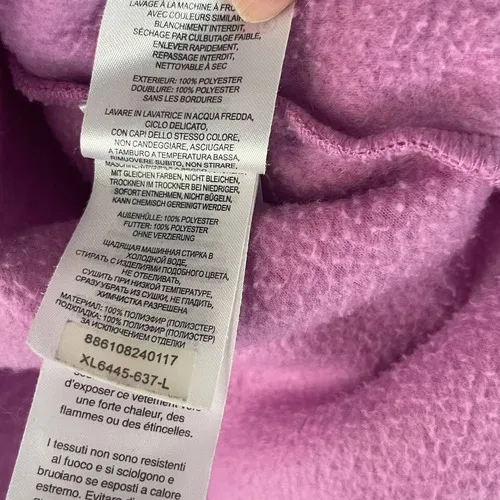 LAVAGE À LA MACHINE À FRO
AVEC COULEURS SIMILAI
BLANCHIMENT INTERDIT,
SÉCHAGE PAR CULBUTAGE FAIBLE,
ENLEVER RAPIDEMENT,
REPASSAGE INTERDIT,
NETTOYABLE À SEC
EXTERIEUR: 100% POLYESTER
DOUBLURE: 100% POLYESTER
SANS LES BORDURES
LAVARE IN LAVATRICE IN ACQUA FREDDA,
CICLO DELICATO,
CON CAPI DELLO STESSO COLORE,
NON CANDEGGIARE, ASCIUGARE
A TAMBURO A TEMPERATURA BASSA,
RIMUOVERE SUBITO, NON STIRARE,
MIT GLEICHEN FARBEN, NICHT BLEICHEN,
TROCKNEN IM TROCKNER BEI NIEDRIGER,
SOFORT ENTNEHMEN, NICHT BÜGELN,
KANN CHEMISCH GEREINIGT WERDEN
AUßENHÜLLE: 100% POLYESTER
FUTTER: 100% POLYESTER
OHNE VERZIERUNG
ЩАДЯЩАЯ МАШИННАЯ СТИРКА В
ХОЛОДНОЙ ВОДЕ,
СТИРАТЬ С ИЗДЕЛИЯМИ ПОДОБНОГО ЦВЕТА,
НЕ ОТБЕЛИВАТЬ,
СУШИТЬ ПРИ НИЗКОЙ ТЕМПЕРАТУРЕ,
СРАЗУ УБРАТЬ ИЗ СУШКИ, НЕ ГЛАДИТЬ,
ХИМЧИСТКА РАЗРЕШЕНА
МАТЕРИАЛ: 100% ПОЛИЭФИР (ПОЛИЭСТЕР)
ПОДКЛАДКА: 100% ПОЛИЭФИР (ПОЛИЭСТЕР)
ЗА ИСКЛЮЧЕНИЕМ ОТДЕЛКИ
886108240117
XL6445-637-L
d'exposer ce vêtement vers
une forte chaleur, des
flammes ou des étincelles.
I tessuti non sono resistenti
al fuoco e si sciolgono e
bruciano se esposti a calore
estremo. Evitare di